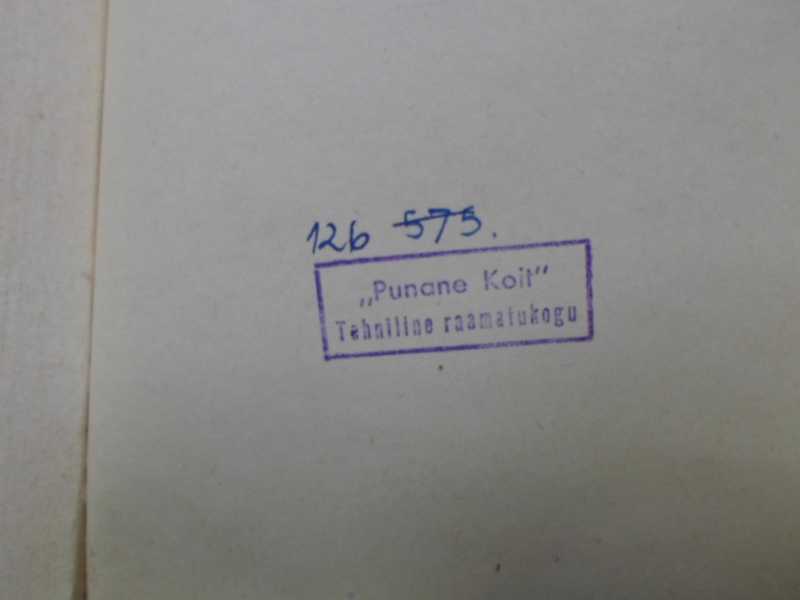 126 575.
„Punane Koit“
Tehniline raamatukogu